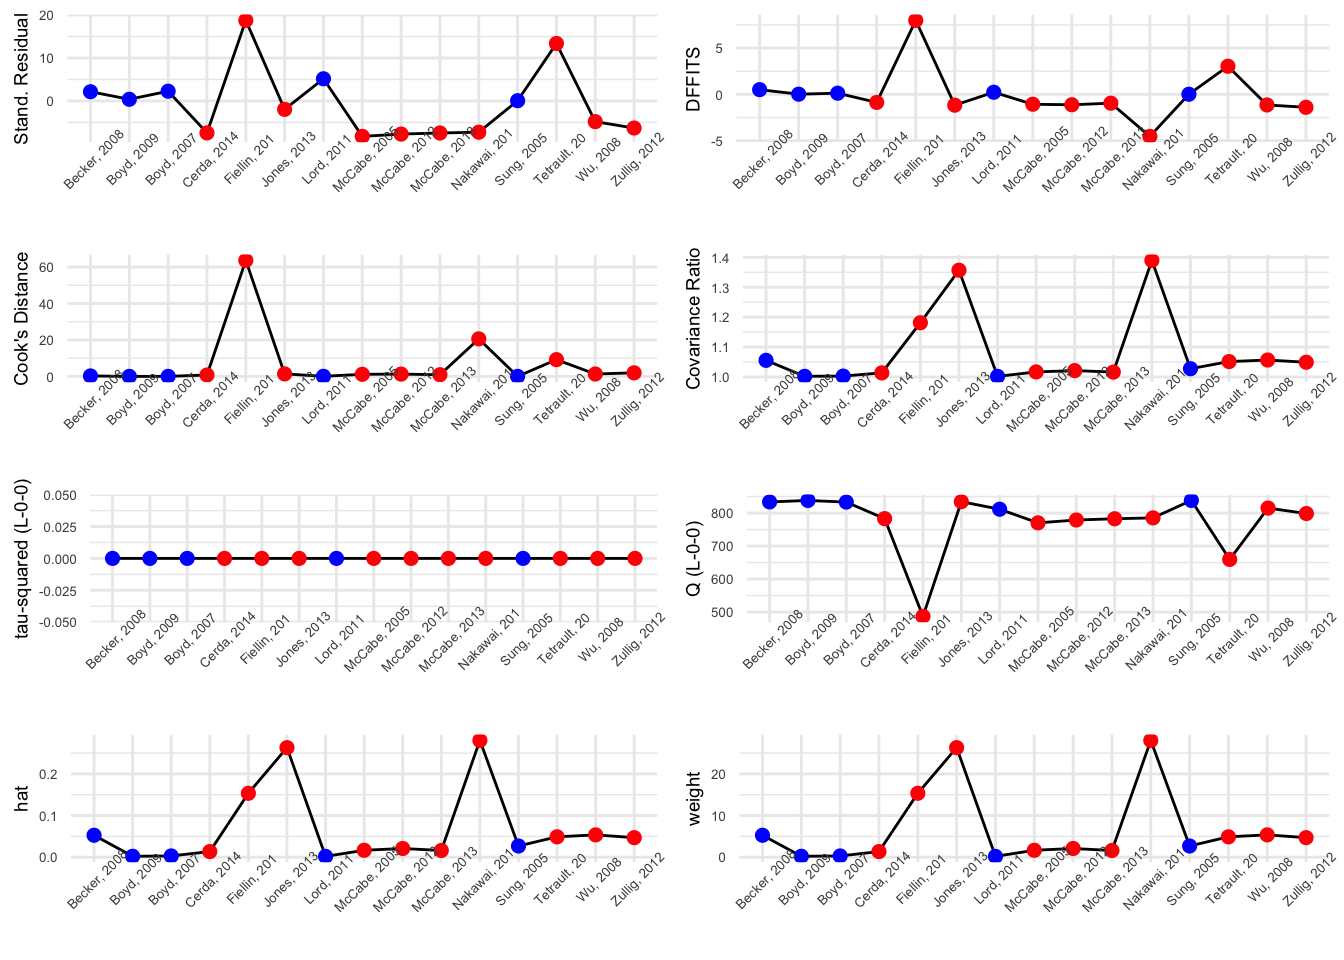 Stand. Residual
20
10
0
Becker, 2008
Boyd, 2009
Boyd, 2007
Cerda, 2014
Fiellin, 201
Jones, 2013
Lord, 2011
McCabe, 2005
McCabe, 2012
McCabe, 2013
Nakawai, 201
Sung, 2005
Tetrault, 20
Wu, 2008
Zullig, 2012
DFFITS
5
0
-5
Becker, 2008
Boyd, 2009
Boyd, 2007
Cerda, 2014
Fiellin, 201
Jones, 2013
Lord, 2011
McCabe, 2005
McCabe, 2012
McCabe, 2013
Nakawai, 201
Sung, 2005
Tetrault, 20
Wu, 2008
Zullig, 2012
Cook's Distance
60
40
20
0
Becker, 2008
Boyd, 2009
Boyd, 2007
Cerda, 2014
Fiellin, 201
Jones, 2013
Lord, 2011
McCabe, 2005
McCabe, 2012
McCabe, 2013
Nakawai, 201
Sung, 2005
Tetrault, 20
Wu, 2008
Zullig, 2012
Covariance Ratio
1.4
1.3
1.2
1.1
1.0
Becker, 2008
Boyd, 2009
Boyd, 2007
Cerda, 2014
Fiellin, 201
Jones, 2013
Lord, 2011
McCabe, 2005
McCabe, 2012
McCabe, 2013
Nakawai, 201
Sung, 2005
Tetrault, 20
Wu, 2008
Zullig, 2012
tau-squared (L-0-0)
0.050
0.025
0.000
-0.025
-0.050
Becker, 2008
Boyd, 2009
Boyd, 2007
Cerda, 2014
Fiellin, 201
Jones, 2013
Lord, 2011
McCabe, 2005
McCabe, 2012
McCabe, 2013
Nakawai, 201
Sung, 2005
Tetrault, 20
Wu, 2008
Zullig, 2012
Q (L-0-0)
800
700
600
500
Becker, 2008
Boyd, 2009
Boyd, 2007
Cerda, 2014
Fiellin, 201
Jones, 2013
Lord, 2011
McCabe, 2005
McCabe, 2012
McCabe, 2013
Nakawai, 201
Sung, 2005
Tetrault, 20
Wu, 2008
Zullig, 2012
hat
0.2
0.1
0.0
Becker, 2008
Boyd, 2009
Boyd, 2007
Cerda, 2014
Fiellin, 201
Jones, 2013
Lord, 2011
McCabe, 2005
McCabe, 2012
McCabe, 2013
Nakawai, 201
Sung, 2005
Tetrault, 20
Wu, 2008
Zullig, 2012
weight
20
10
0
Becker, 2008
Boyd, 2009
Boyd, 2007
Cerda, 2014
Fiellin, 201
Jones, 2013
Lord, 2011
McCabe, 2005
McCabe, 2012
McCabe, 2013
Nakawai, 201
Sung, 2005
Tetrault, 20
Wu, 2008
Zullig, 2012